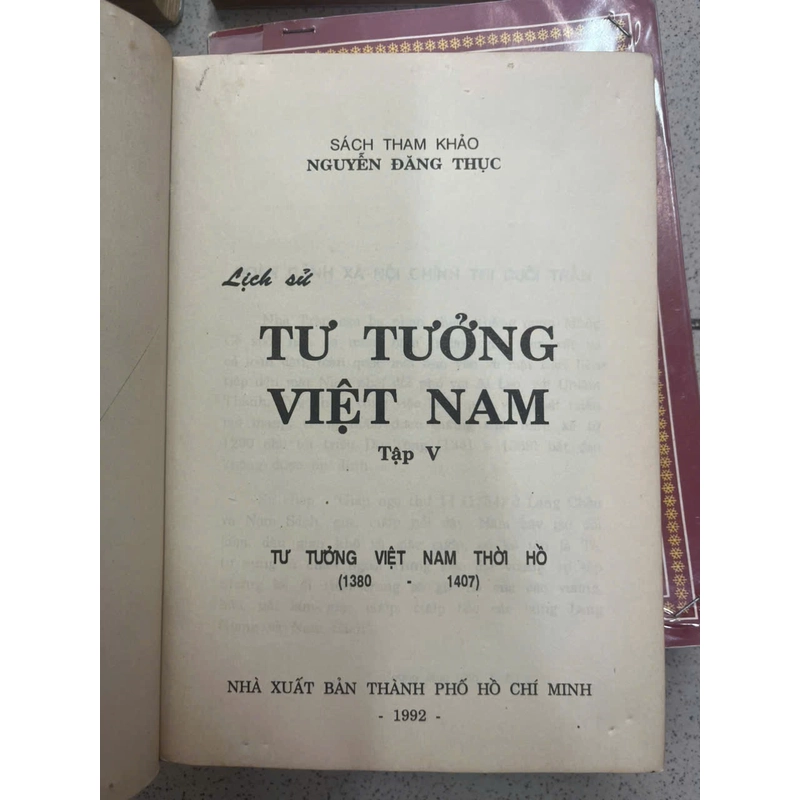 SÁCH THAM KHẢO
NGUYỄN ĐĂNG THỤC
Lịch sử
TƯ TƯỞNG
VIỆT NAM
Tập V
TƯ TƯỞNG VIỆT NAM THỜI HỒ
(1380 - 1407)
NHÀ XUẤT BẢN THÀNH PHỐ HỒ CHÍ MINH
- 1992 -